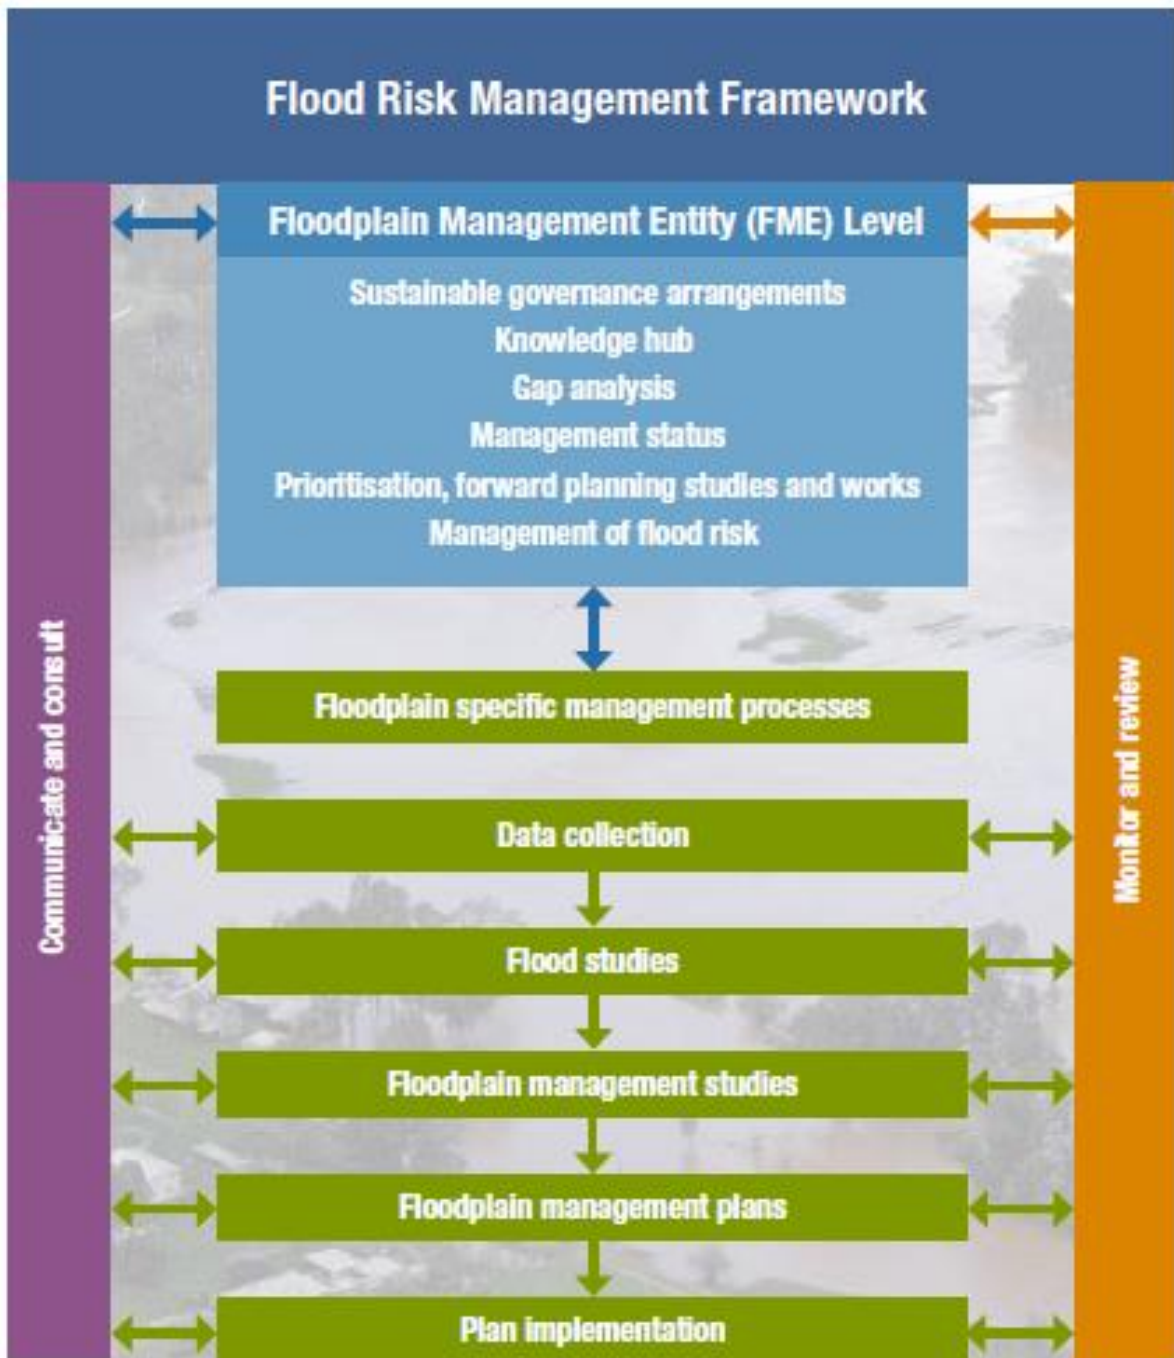 Flood Risk Management Framework
Floodplain Management Entity (FME) Level
Sustainable governance arrangements
Knowledge hub
Gap analysis
Management status
Prioritisation, forward planning studies and works
Management of flood risk
Communicate and consult
Monitor and review
Floodplain specific management processes
Data collection
Flood studies
Floodplain management studies
Floodplain management plans
Plan implementation